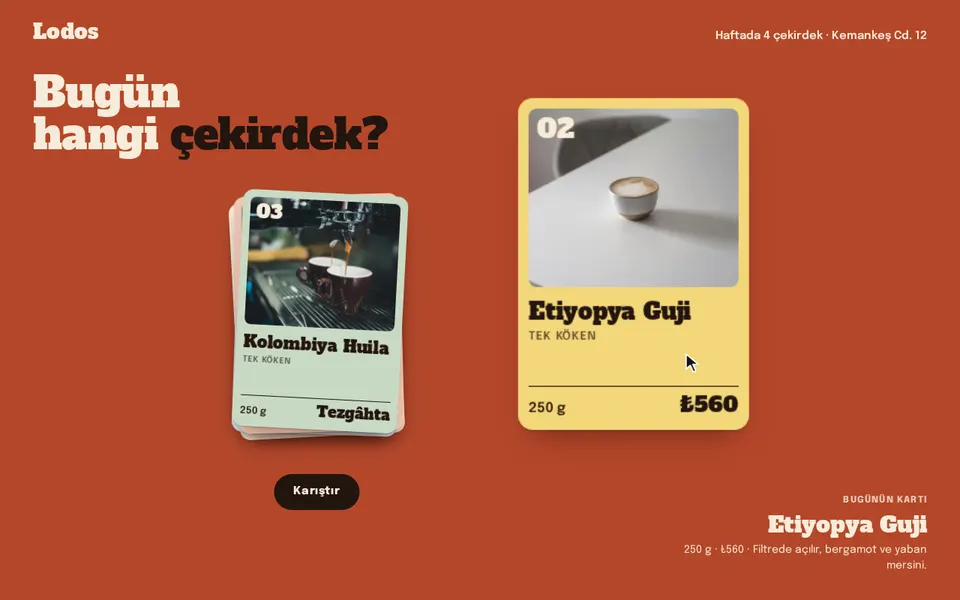 Lodos
Haftada 4 çekirdek · Kemankeş Cd. 12
Bugün
hangi çekirdek?
03
Kolombiya Huila
TEK KÖKEN
250 g
Tezgâhta
Karıştır
02
Etiyopya Guji
TEK KÖKEN
250 g
₺560
BUGÜNÜN KARTI
Etiyopya Guji
250 g · ₺560 · Filtrede açılır, bergamot ve yaban
mersini.